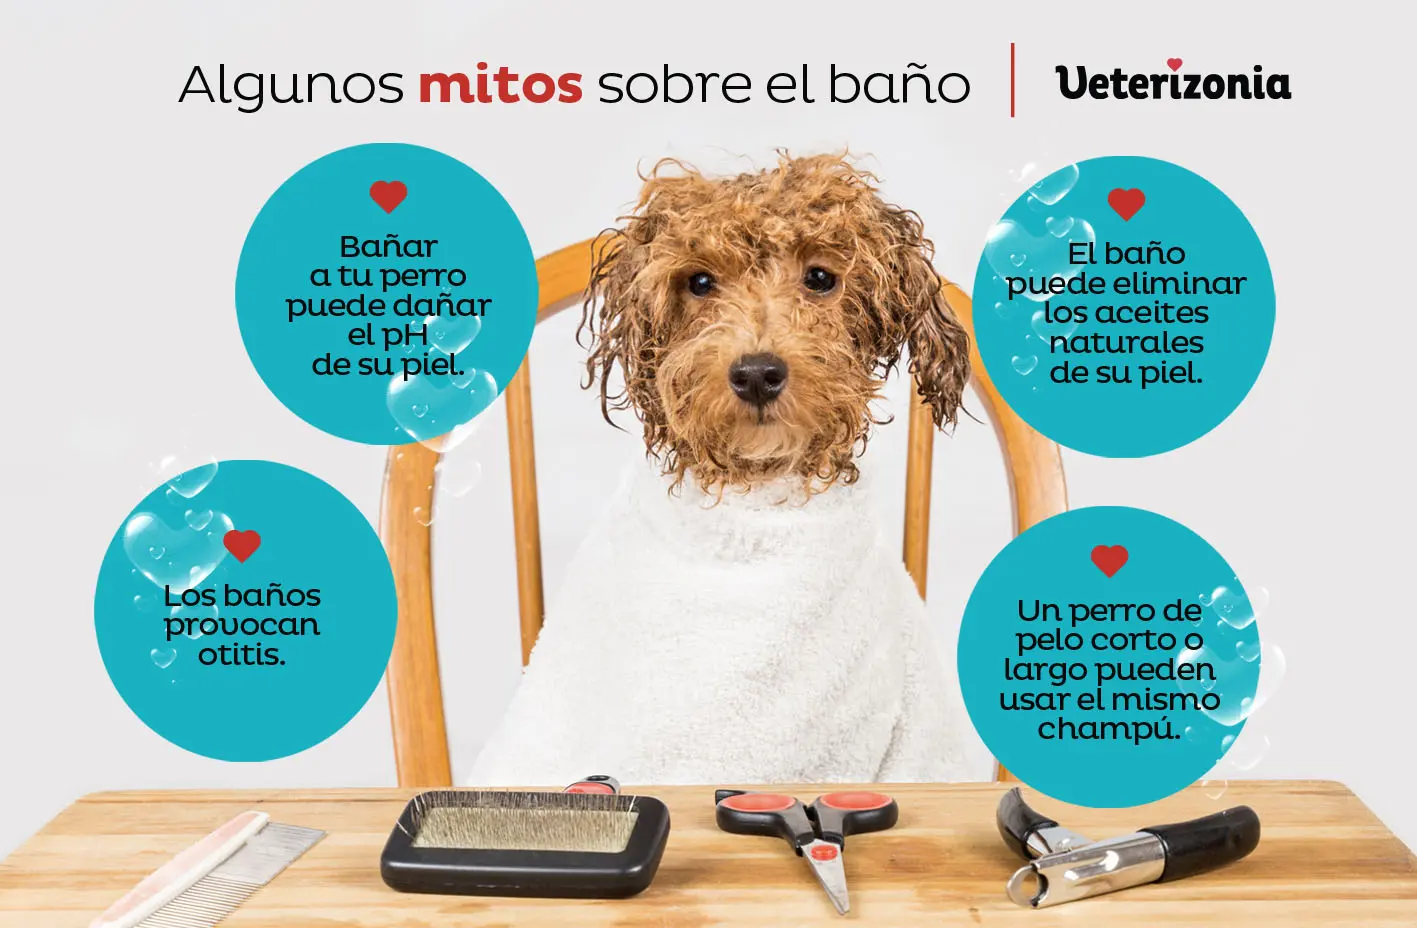 Algunos mitos sobre el baño
Veterizonia
Bañar
a tu perro
puede dañar
el pH
de su piel.
El baño
puede eliminar
los aceites
naturales
de su piel.
Los baños
provocan
otitis.
Un perro de
pelo corto o
largo pueden
usar el mismo
champú.